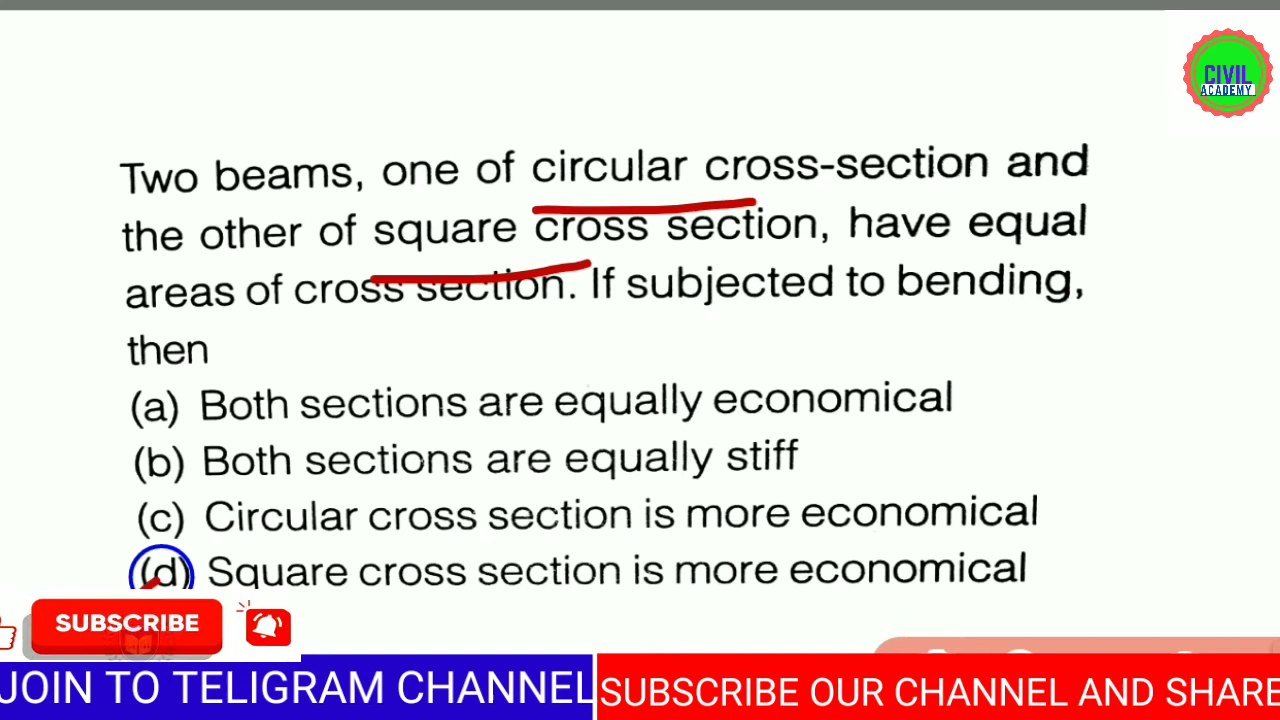 CIVIL
ACADEMY
Two beams, one of circular cross-section and
the other of square cross section, have equal
areas of cross section. If subjected to bending,
then
(a) Both sections are equally economical
(b) Both sections are equally stiff
(c) Circular cross section is more economical
(d) Square cross section is more economical
SUBSCRIBE
JOIN TO TELIGRAM CHANNEL
SUBSCRIBE OUR CHANNEL AND SHARE